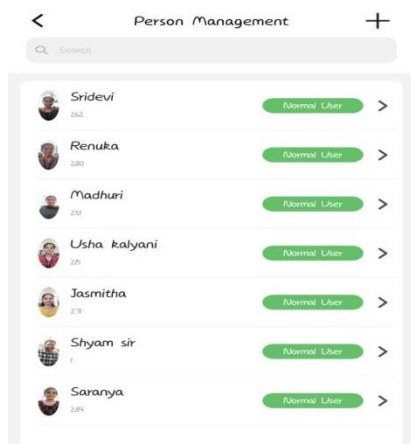 Person Management
Search
Sridevi
Normal User
262
Renuka
Normal User
280
Madhuri
Normal User
Usha kalyani
Normal User
Jasmitha
Normal User
Shyam sir
Normal User
1
Saranya
Normal User
284